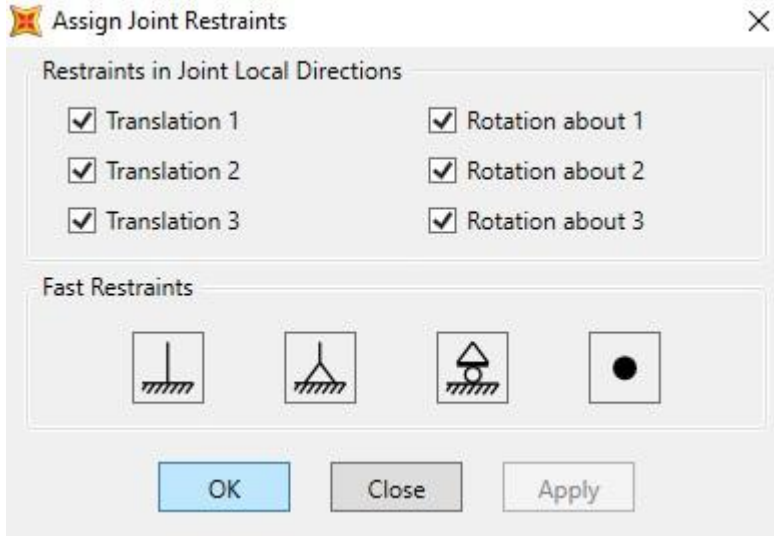 Assign Joint Restraints
Restraints in Joint Local Directions
Translation 1
Rotation about 1
Translation 2
Rotation about 2
Translation 3
Rotation about 3
Fast Restraints
OK
Close
Apply